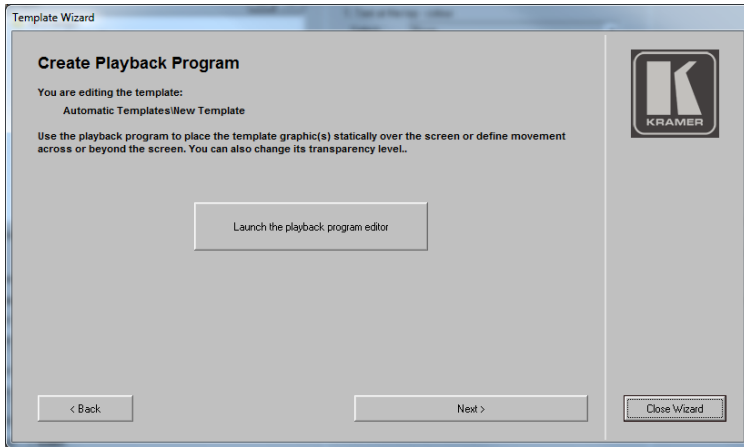 Template Wizard
Create Playback Program
You are editing the template:
Automatic Templates\New Template
Use the playback program to place the template graphic(s) statically over the screen or define movement
across or beyond the screen. You can also change its transparency level..
KRAMER
Launch the playback program editor
< Back
Next >
Close Wizard